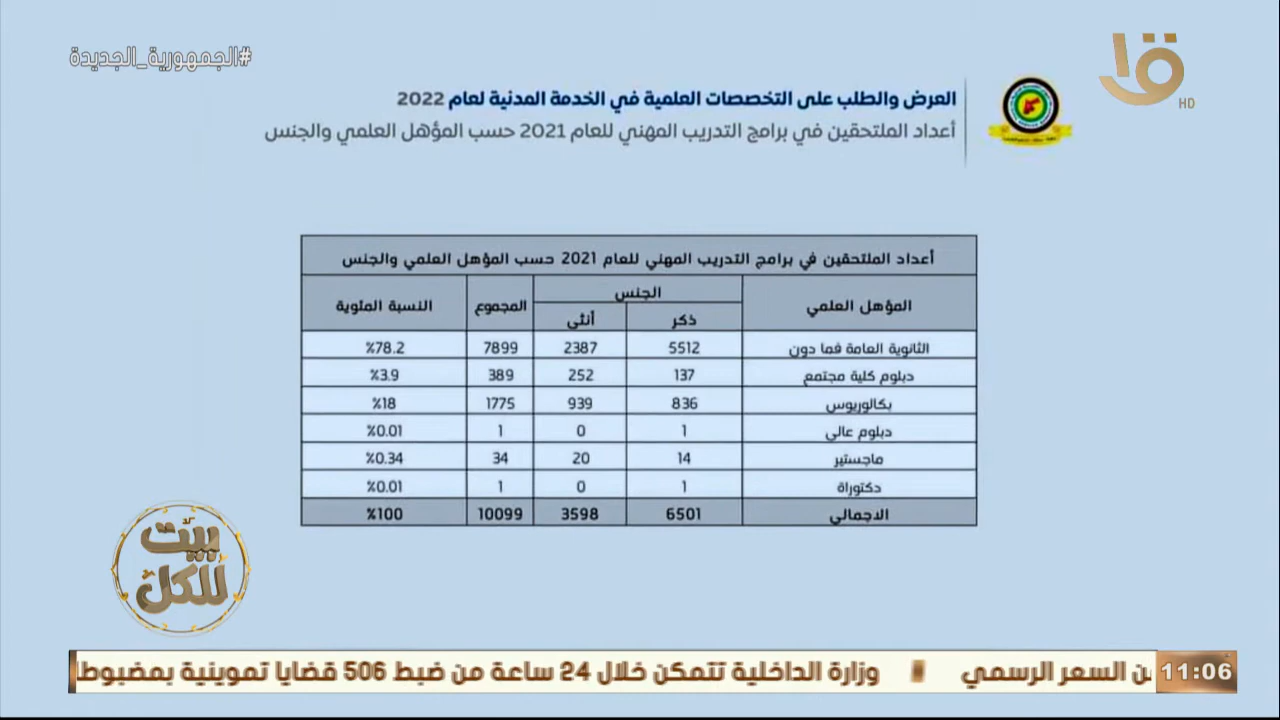 #الجمهورية_الجديدة
HD
العرض والطلب على التخصصات العلمية في الخدمة المدنية لعام 2022
أعداد الملتحقين في برامج التدريب المهني للعام 2021 حسب المؤهل العلمي والجنس
أعداد الملتحقين في برامج التدريب المهني للعام 2021 حسب المؤهل العلمي والجنس
المؤهل العلمي الجنس المجموع النسبة المئوية
ذكر أنثى
الثانوية العامة فما دون 5512 2387 7899 %78.2
دبلوم كلية مجتمع 137 252 389 %3.9
بكالوريوس 836 939 1775 %18
دبلوم عالي 1 0 1 %0.01
ماجستير 14 20 34 %0.34
دكتوراة 1 0 1 %0.01
الاجمالي 6501 3598 10099 %100
بيت للكل
11:06 السعر الرسمي وزارة الداخلية تتمكن خلال 24 ساعة من ضبط 506 قضايا تموينية بمضبوطا